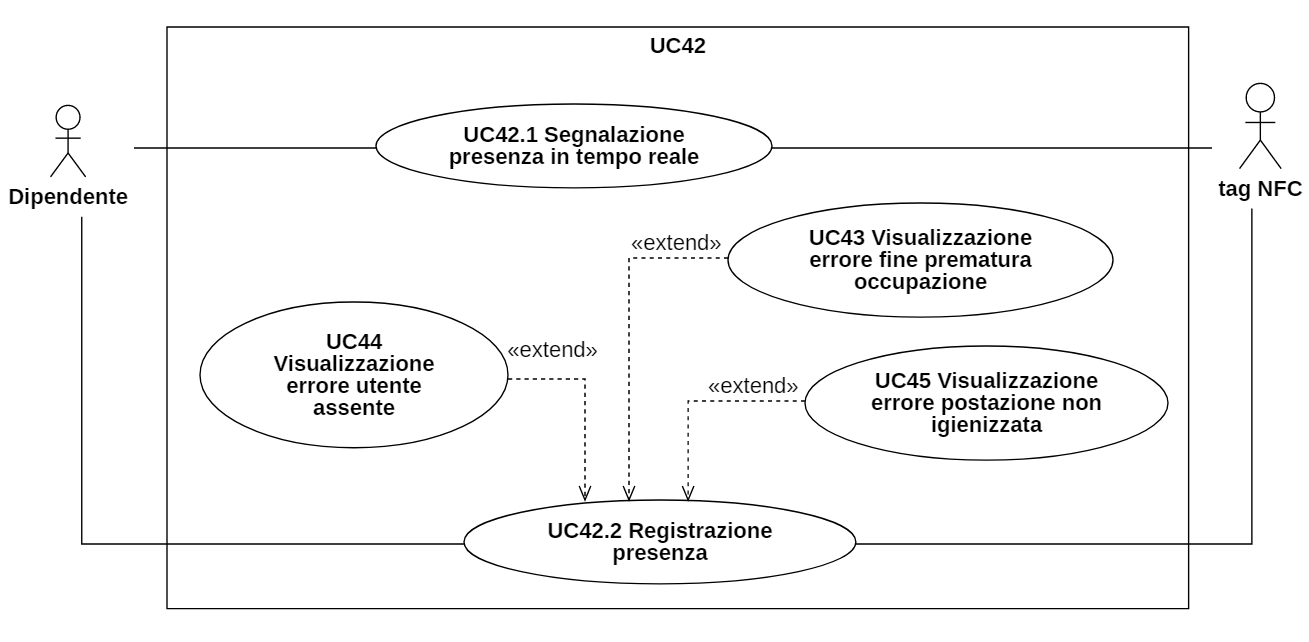 UC42
UC42.1 Segnalazione
presenza in tempo reale
Dipendente
tag NFC
«extend»
UC43 Visualizzazione
errore fine prematura
occupazione
UC44
Visualizzazione
errore utente
assente
«extend»
«extend»
UC45 Visualizzazione
errore postazione non
igienizzata
UC42.2 Registrazione
presenza